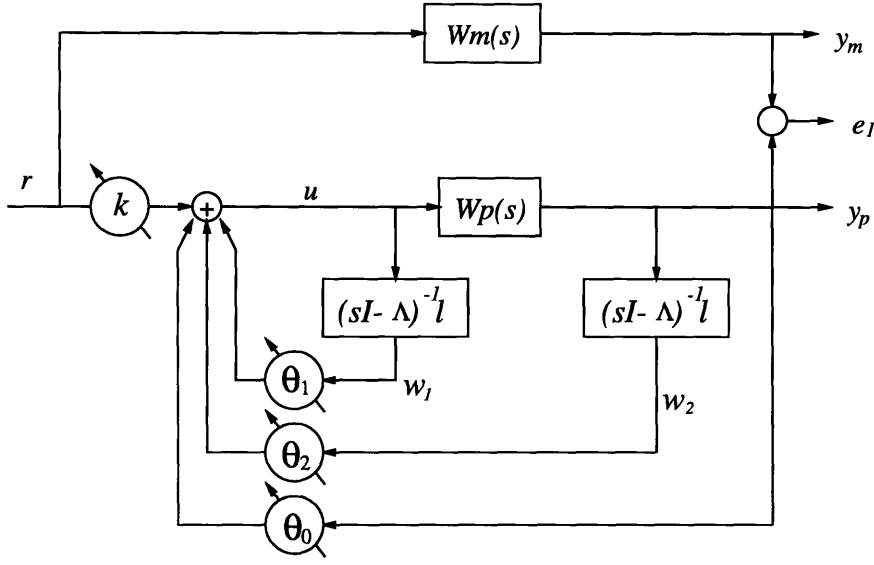 Wm(s)
y_m
e_1
r
k
+
u
Wp(s)
y_p
(sI- Λ)^{-1}l
(sI- Λ)^{-1}l
θ_1
w_1
w_2
θ_2
θ_0